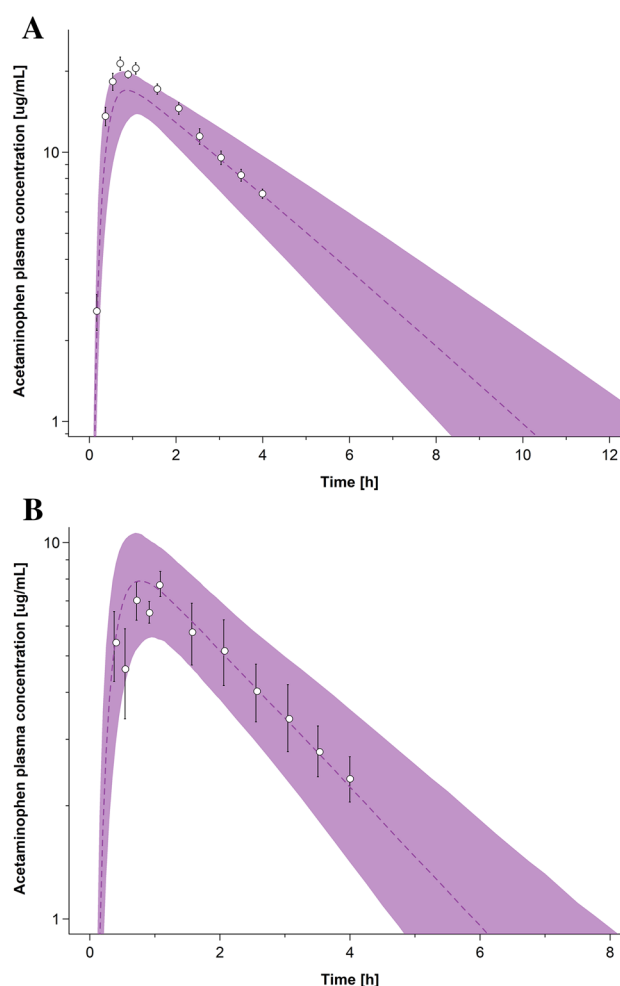 A
Acetaminophen plasma concentration [ug/mL]
10
1
0 2 4 6 8 10 12
Time [h]
B
Acetaminophen plasma concentration [ug/mL]
10
1
0 2 4 6 8
Time [h]